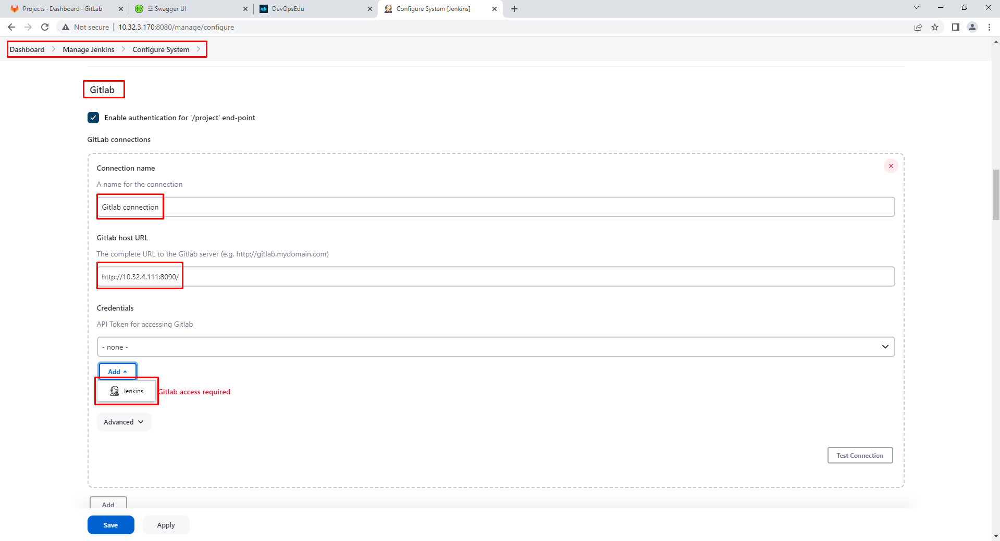 Projects · Dashboard · GitLab
Swagger UI
DevOpsEdu
Configure System [Jenkins]
Not secure
10.32.3.170:8080/manage/configure
Dashboard
Manage Jenkins
Configure System
Gitlab
Enable authentication for '/project' end-point
GitLab connections
Connection name
A name for the connection
Gitlab connection
Gitlab host URL
The complete URL to the Gitlab server (e.g. http://gitlab.mydomain.com)
http://10.32.4.111:8090/
Credentials
API Token for accessing Gitlab
- none -
Add
Jenkins
Gitlab access required
Advanced
Test Connection
Add
Save
Apply